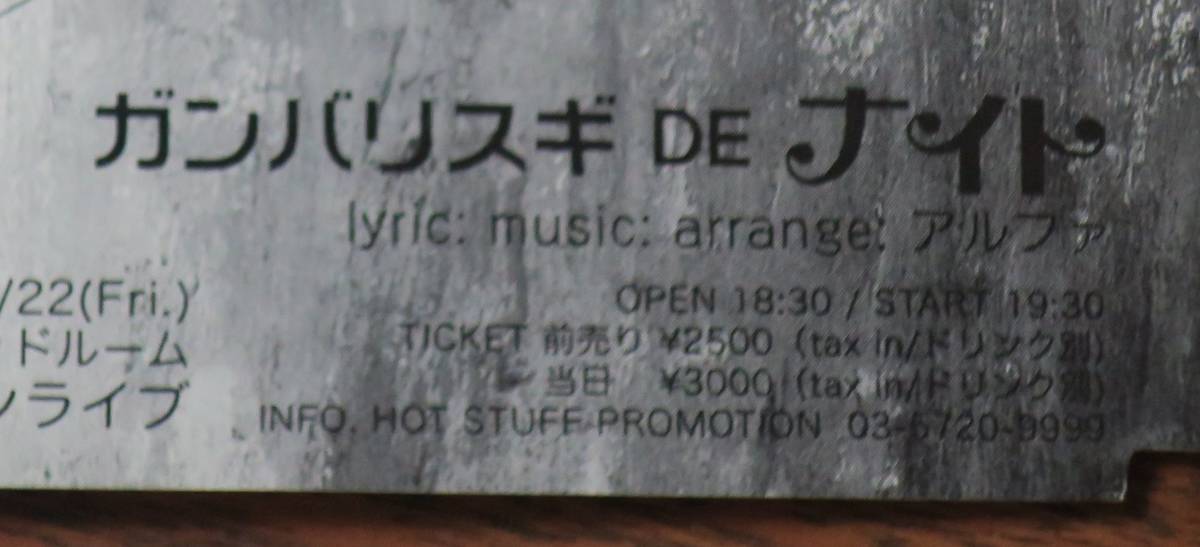 ガンバリスギ DE ナイト
lyric: music: arrange: アルファ
/22(Fri.)
ドルーム
ンライブ
OPEN 18:30 / START 19:30
TICKET 前売り ¥2500 (tax in/ドリンク別)
当日 ¥3000 (tax in/ドリンク別)
INFO. HOT STUFF PROMOTION 03-5720-9999